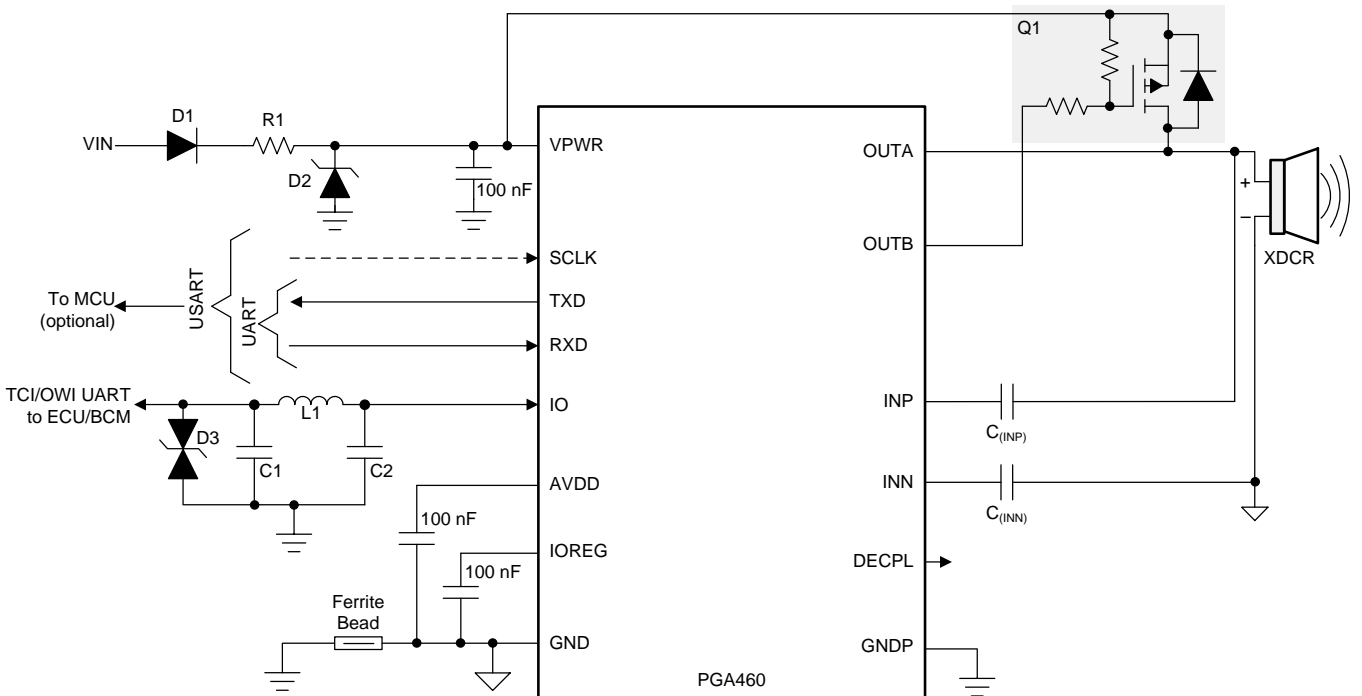 Q1
D1
R1
VIN
VPWR
OUTA
D2
100 nF
+
−
OUTB
XDCR
SCLK
USART
To MCU
(optional)
UART
TXD
RXD
TCI/OWI UART
to ECU/BCM
IO
L1
INP
D3
C1
C2
C(INP)
AVDD
INN
100 nF
C(INN)
IOREG
DECPL
100 nF
Ferrite
Bead
GND
GNDP
PGA460